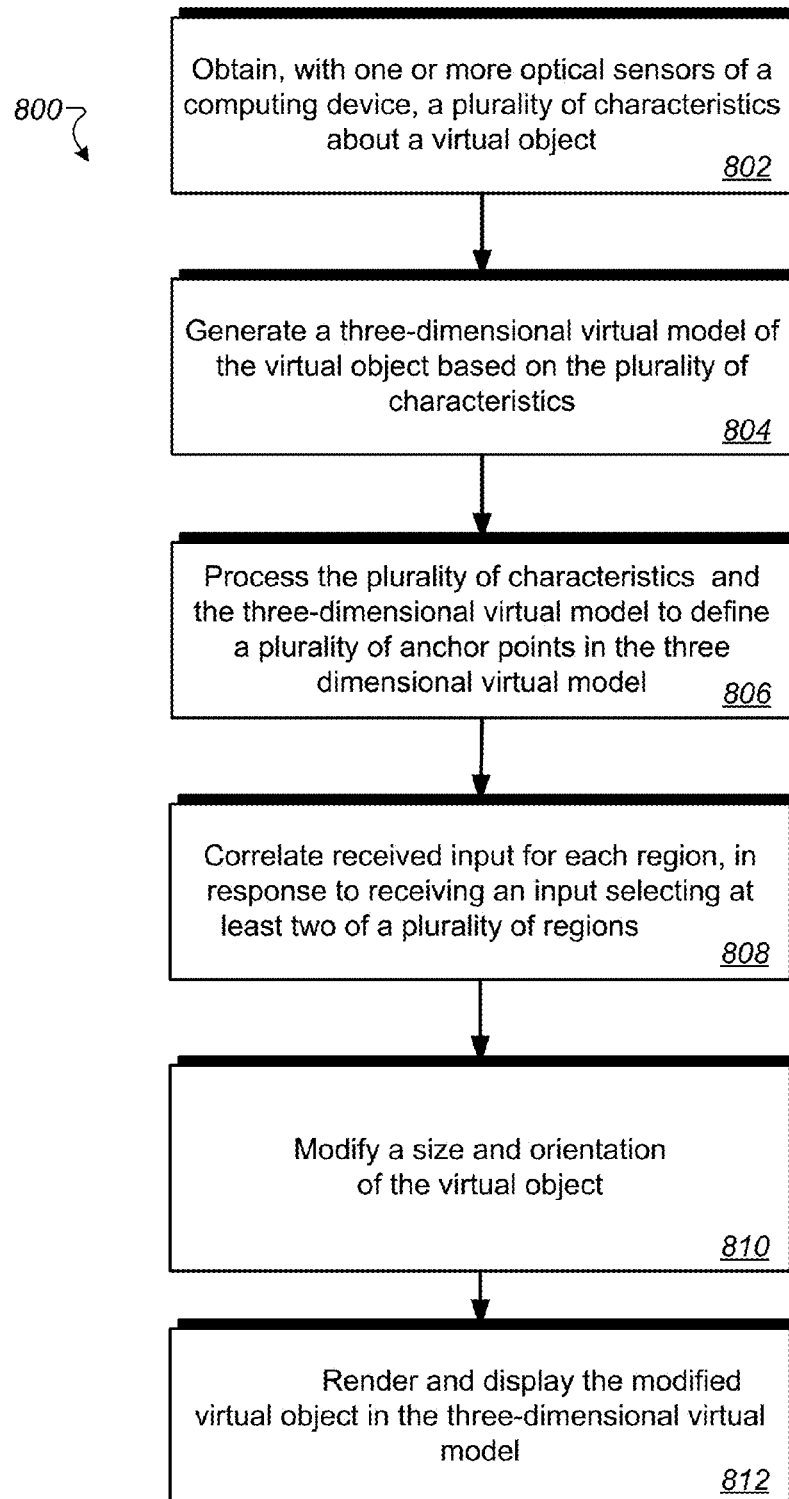 800
Obtain, with one or more optical sensors of a
computing device, a plurality of characteristics
about a virtual object
802
Generate a three-dimensional virtual model of
the virtual object based on the plurality of
characteristics
804
Process the plurality of characteristics and
the three-dimensional virtual model to define
a plurality of anchor points in the three
dimensional virtual model
806
Correlate received input for each region, in
response to receiving an input selecting at
least two of a plurality of regions
808
Modify a size and orientation
of the virtual object
810
Render and display the modified
virtual object in the three-dimensional virtual
model
812